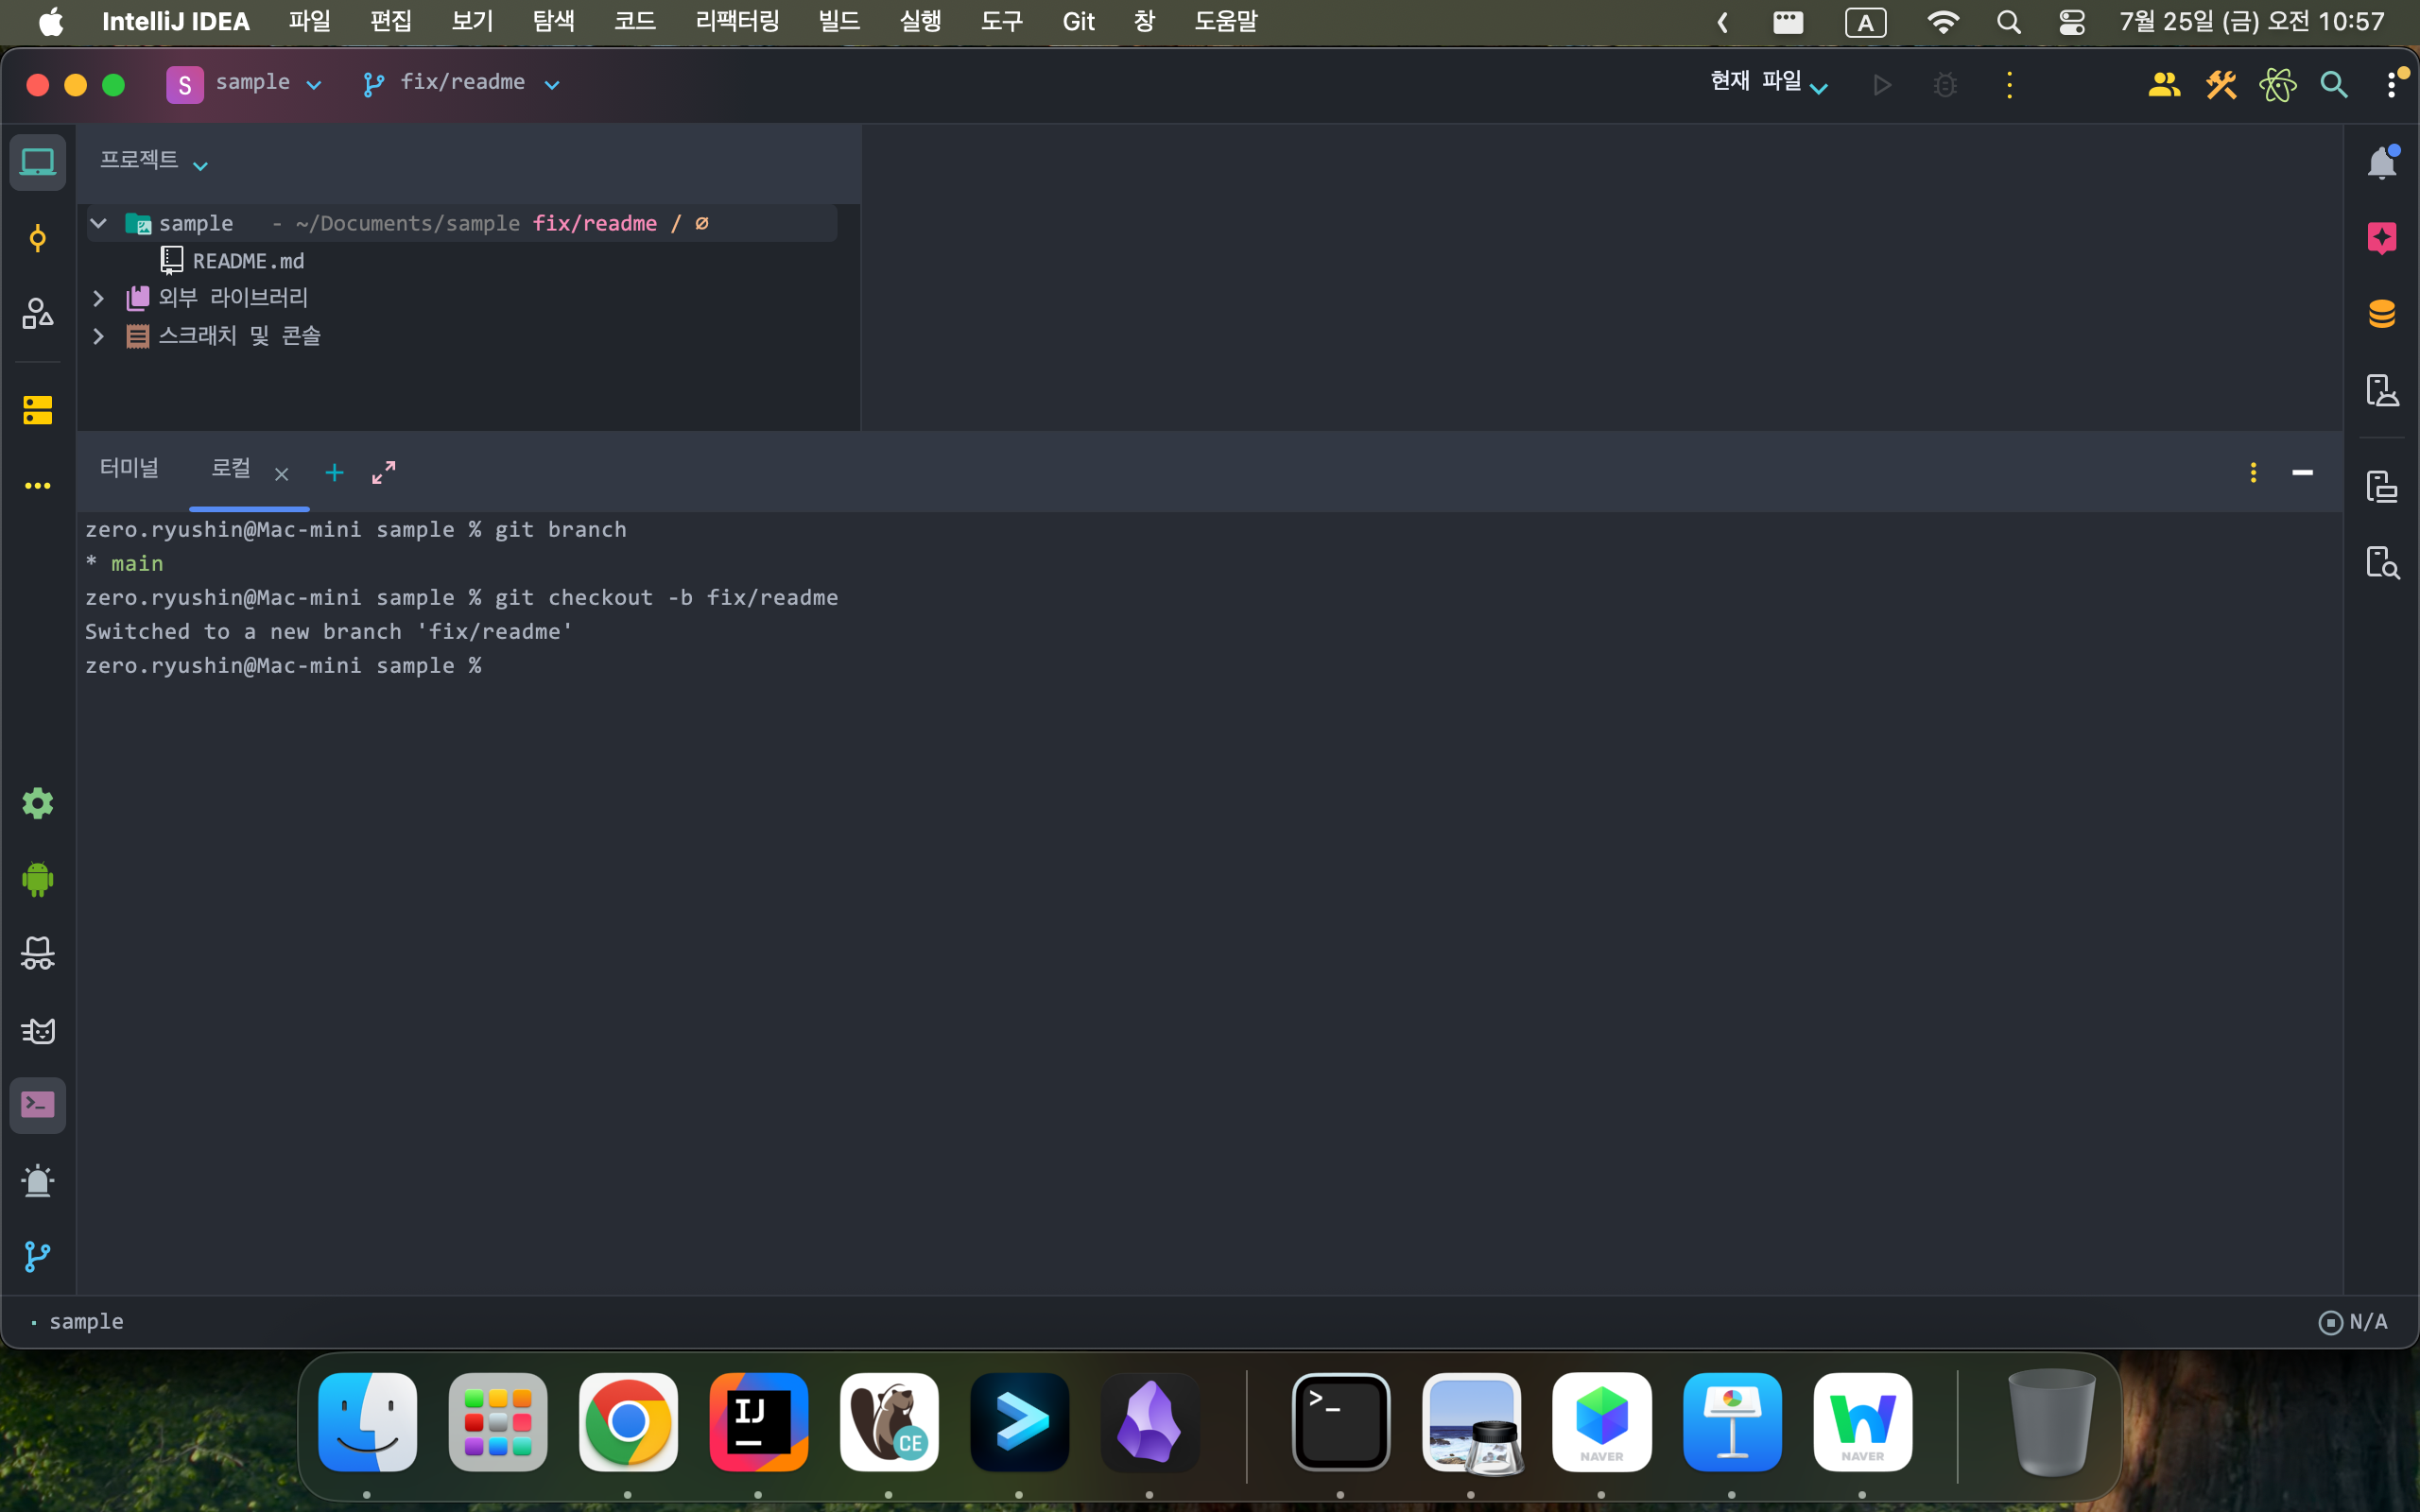 IntelliJ IDEA 파일 편집 보기 탐색 코드 리팩터링 빌드 실행 도구 Git 창 도움말 A 7월 25일 (금) 오전 10:57
S sample fix/readme 현재 파일
프로젝트
sample - ~/Documents/sample fix/readme / ∅
README.md
외부 라이브러리
스크래치 및 콘솔
터미널 로컬
zero.ryushin@Mac-mini sample % git branch
* main
zero.ryushin@Mac-mini sample % git checkout -b fix/readme
Switched to a new branch 'fix/readme'
zero.ryushin@Mac-mini sample %
sample N/A
IJ CE >_ NAVER NAVER